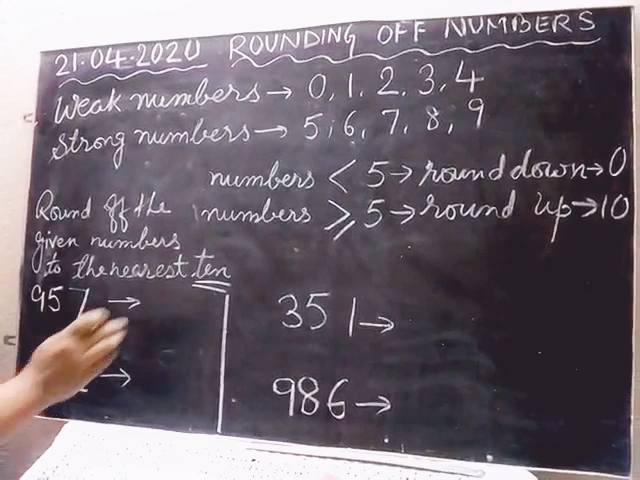 21.04.2020 ROUNDING OFF NUMBERS
Weak numbers → 0, 1, 2, 3, 4
Strong numbers → 5, 6, 7, 8, 9
numbers < 5 → round down → 0
numbers ⩾ 5 → round up → 10
Round off the
given numbers
to the nearest ten
957 →
→
351 →
986 →